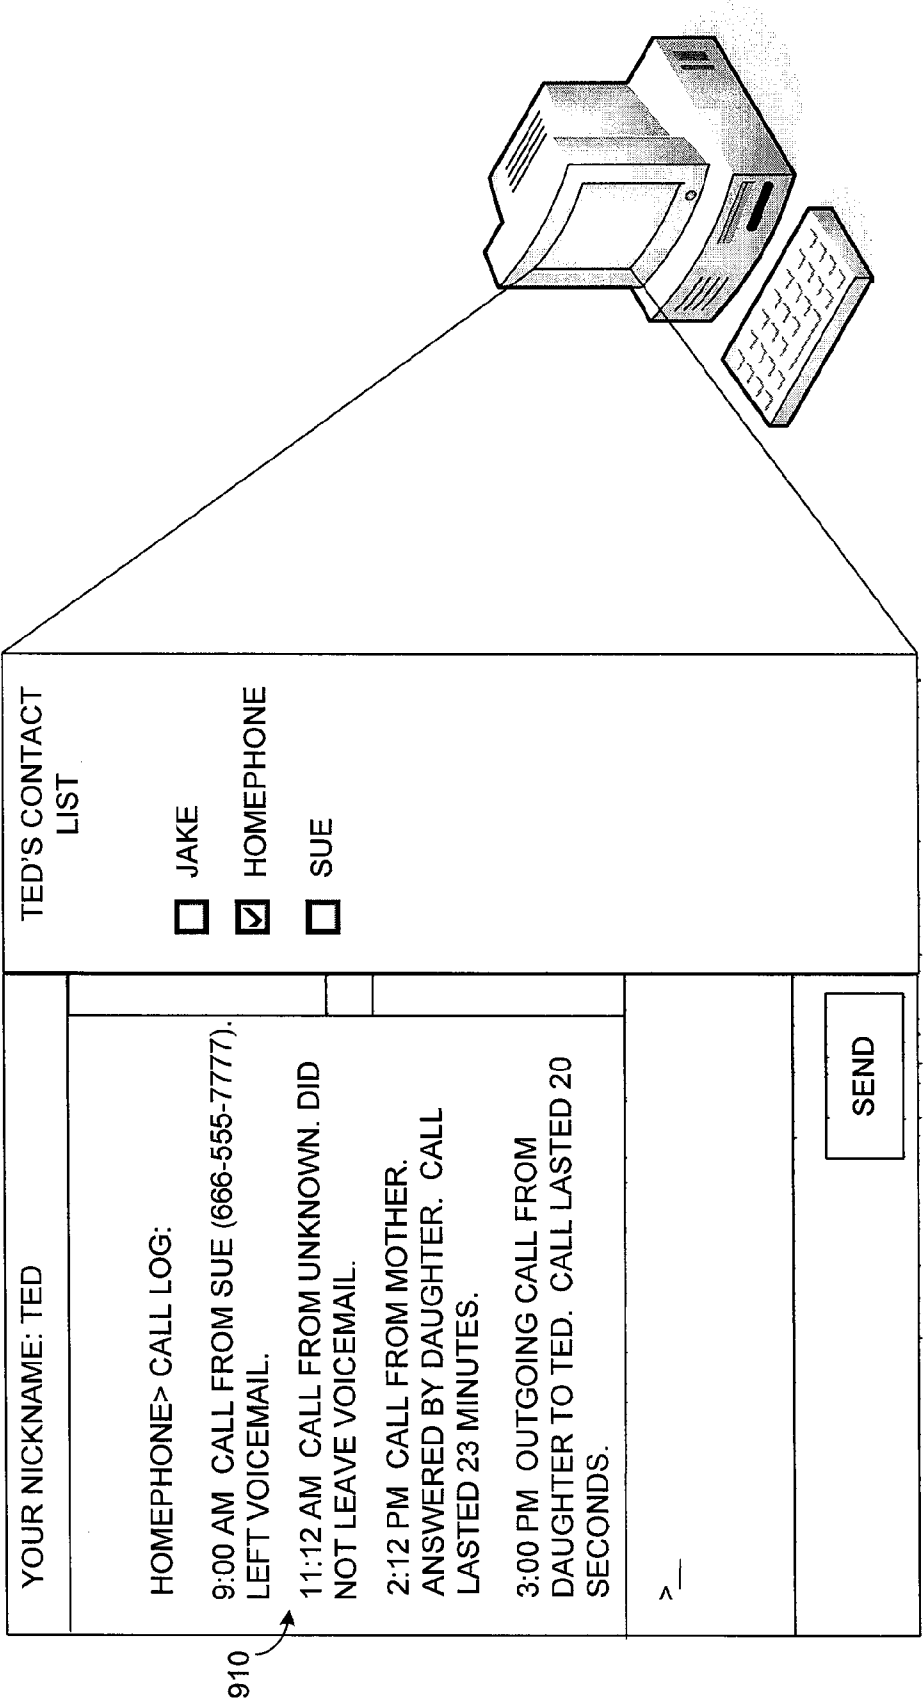 YOUR NICKNAME: TED
HOMEPHONE> CALL LOG:
9:00 AM  CALL FROM SUE (666-555-7777).
LEFT VOICEMAIL.
11:12 AM  CALL FROM UNKNOWN. DID
NOT LEAVE VOICEMAIL.
2:12 PM  CALL FROM MOTHER.
ANSWERED BY DAUGHTER.  CALL
LASTED 23 MINUTES.
3:00 PM  OUTGOING CALL FROM
DAUGHTER TO TED.  CALL LASTED 20
SECONDS.
>_
SEND
TED'S CONTACT
LIST
JAKE
HOMEPHONE
SUE
910